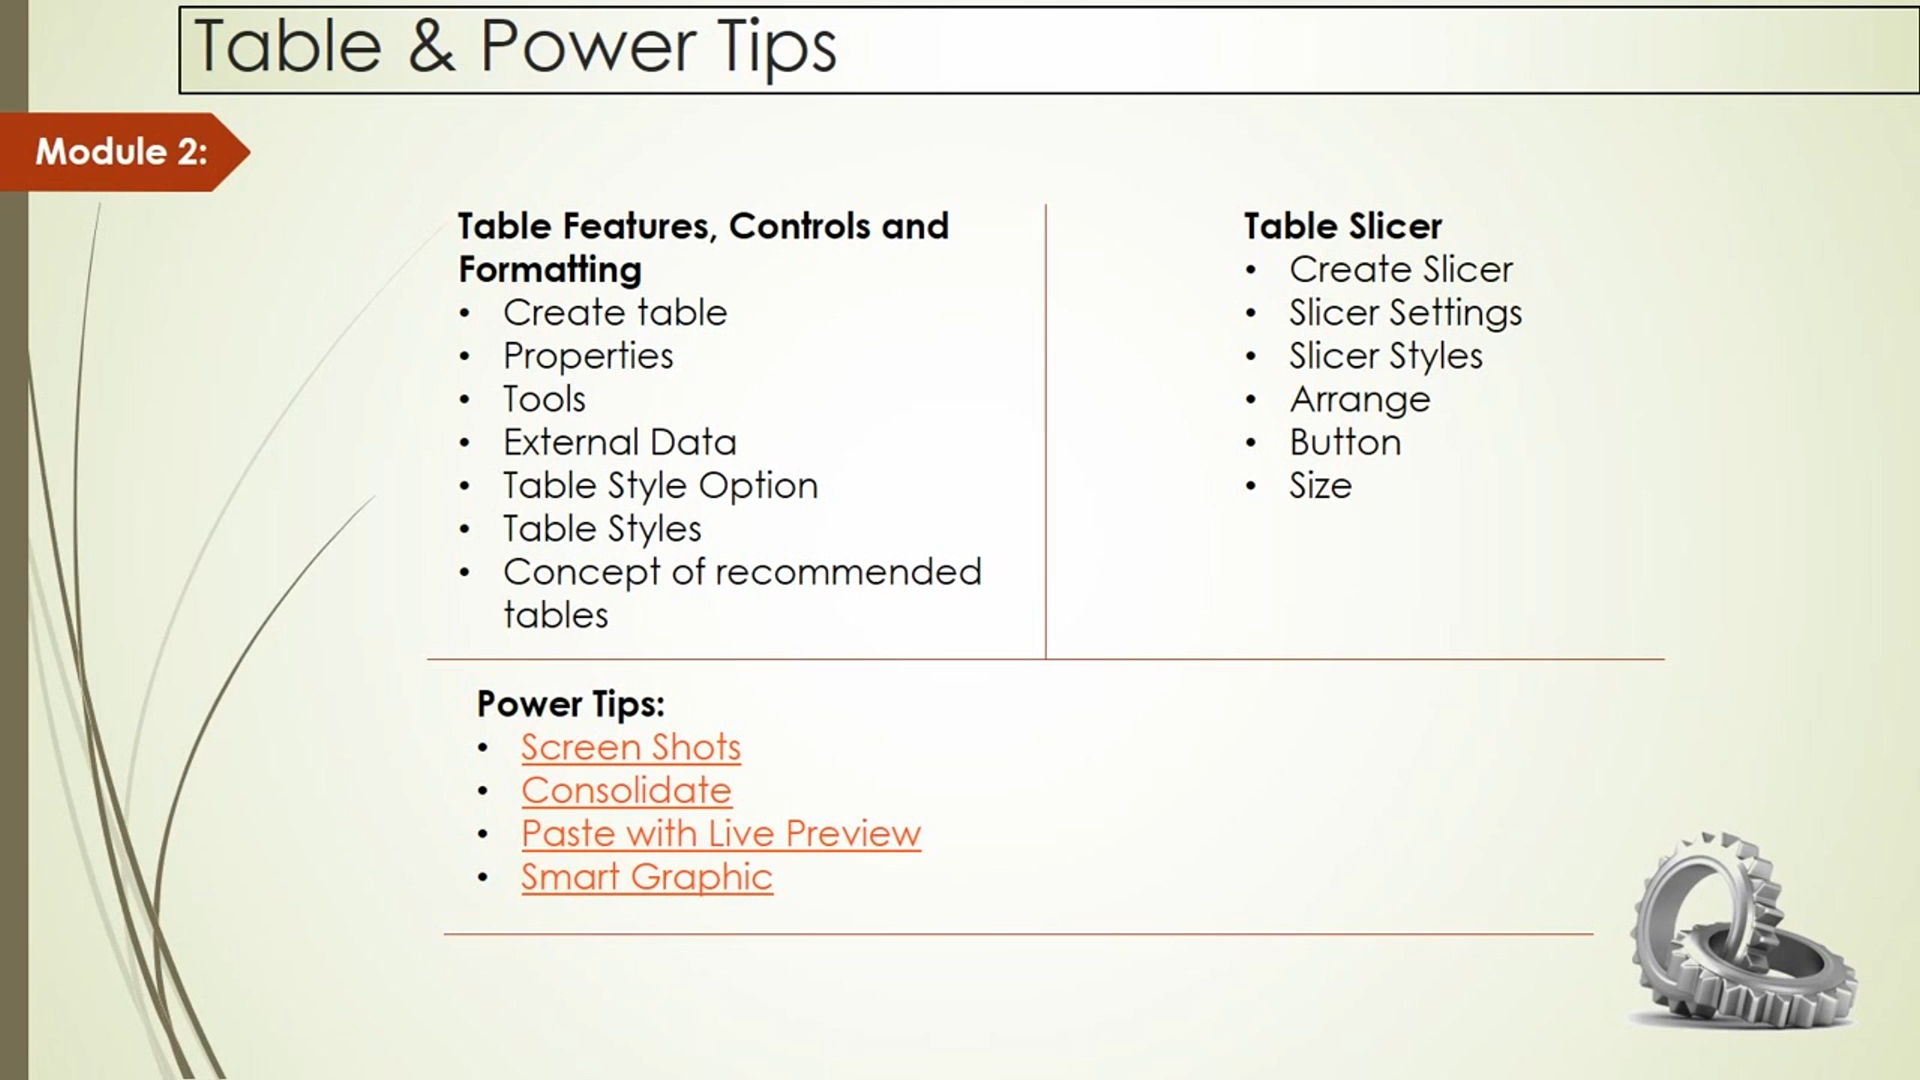 Table & Power Tips
Module 2:
Table Features, Controls and
Formatting
• Create table
• Properties
• Tools
• External Data
• Table Style Option
• Table Styles
• Concept of recommended
tables
Table Slicer
• Create Slicer
• Slicer Settings
• Slicer Styles
• Arrange
• Button
• Size
Power Tips:
• Screen Shots
• Consolidate
• Paste with Live Preview
• Smart Graphic